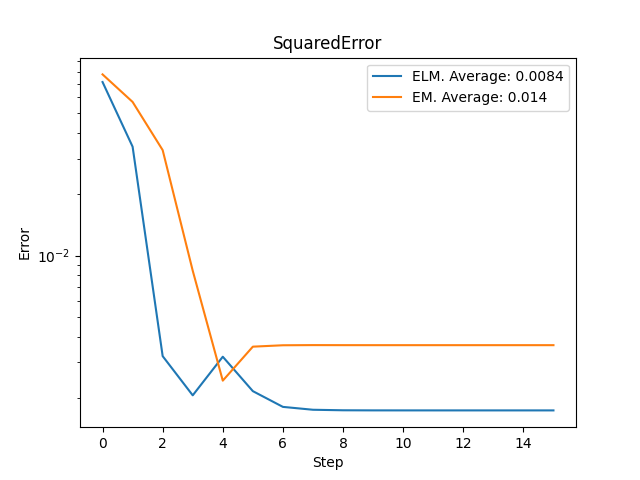 SquaredError
ELM. Average: 0.0084
EM. Average: 0.014
Error
10⁻²
0 2 4 6 8 10 12 14
Step